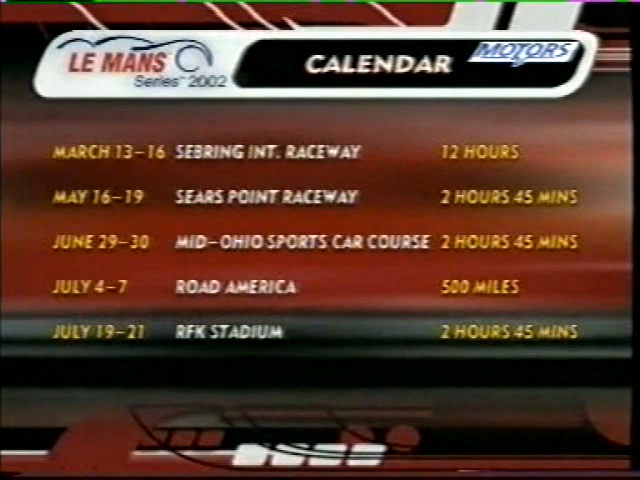 LE MANS™
Series™ 2002
CALENDAR
MOTORS
MARCH 13-16 SEBRING INT. RACEWAY 12 HOURS
MAY 16-19 SEARS POINT RACEWAY 2 HOURS 45 MINS
JUNE 29-30 MID-OHIO SPORTS CAR COURSE 2 HOURS 45 MINS
JULY 4-7 ROAD AMERICA 500 MILES
JULY 19-21 RFK STADIUM 2 HOURS 45 MINS